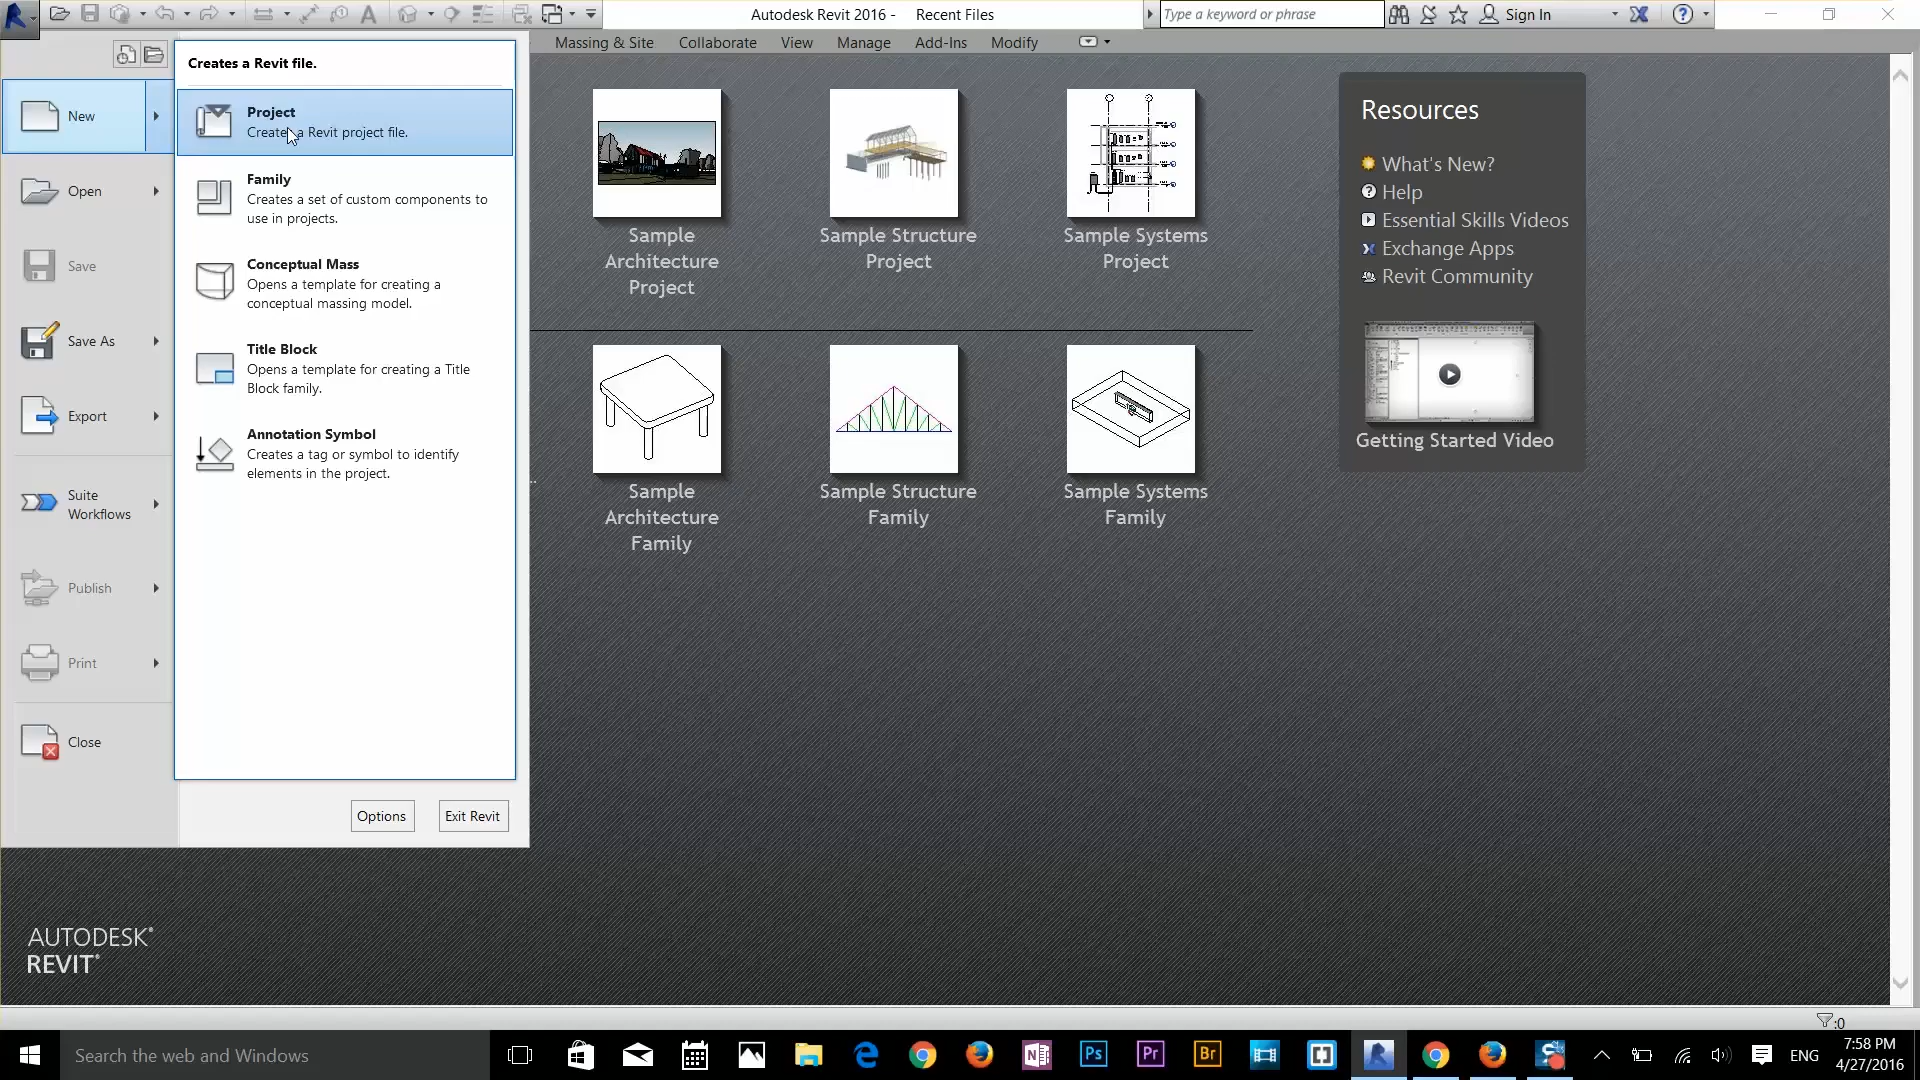 Autodesk Revit 2016 - Recent Files
Type a keyword or phrase
Sign In
Massing & Site Collaborate View Manage Add-Ins Modify
New
Open
Save
Save As
Export
Suite
Workflows
Publish
Print
Close
Creates a Revit file.
Project
Creates a Revit project file.
Family
Creates a set of custom components to
use in projects.
Conceptual Mass
Opens a template for creating a
conceptual massing model.
Title Block
Opens a template for creating a Title
Block family.
Annotation Symbol
Creates a tag or symbol to identify
elements in the project.
Options
Exit Revit
Sample
Architecture
Project
Sample Structure
Project
Sample Systems
Project
Sample
Architecture
Family
Sample Structure
Family
Sample Systems
Family
Resources
What's New?
Help
Essential Skills Videos
Exchange Apps
Revit Community
Getting Started Video
AUTODESK®
REVIT®
:0
Search the web and Windows
N
Ps
Pr
Br
ENG
7:58 PM
4/27/2016